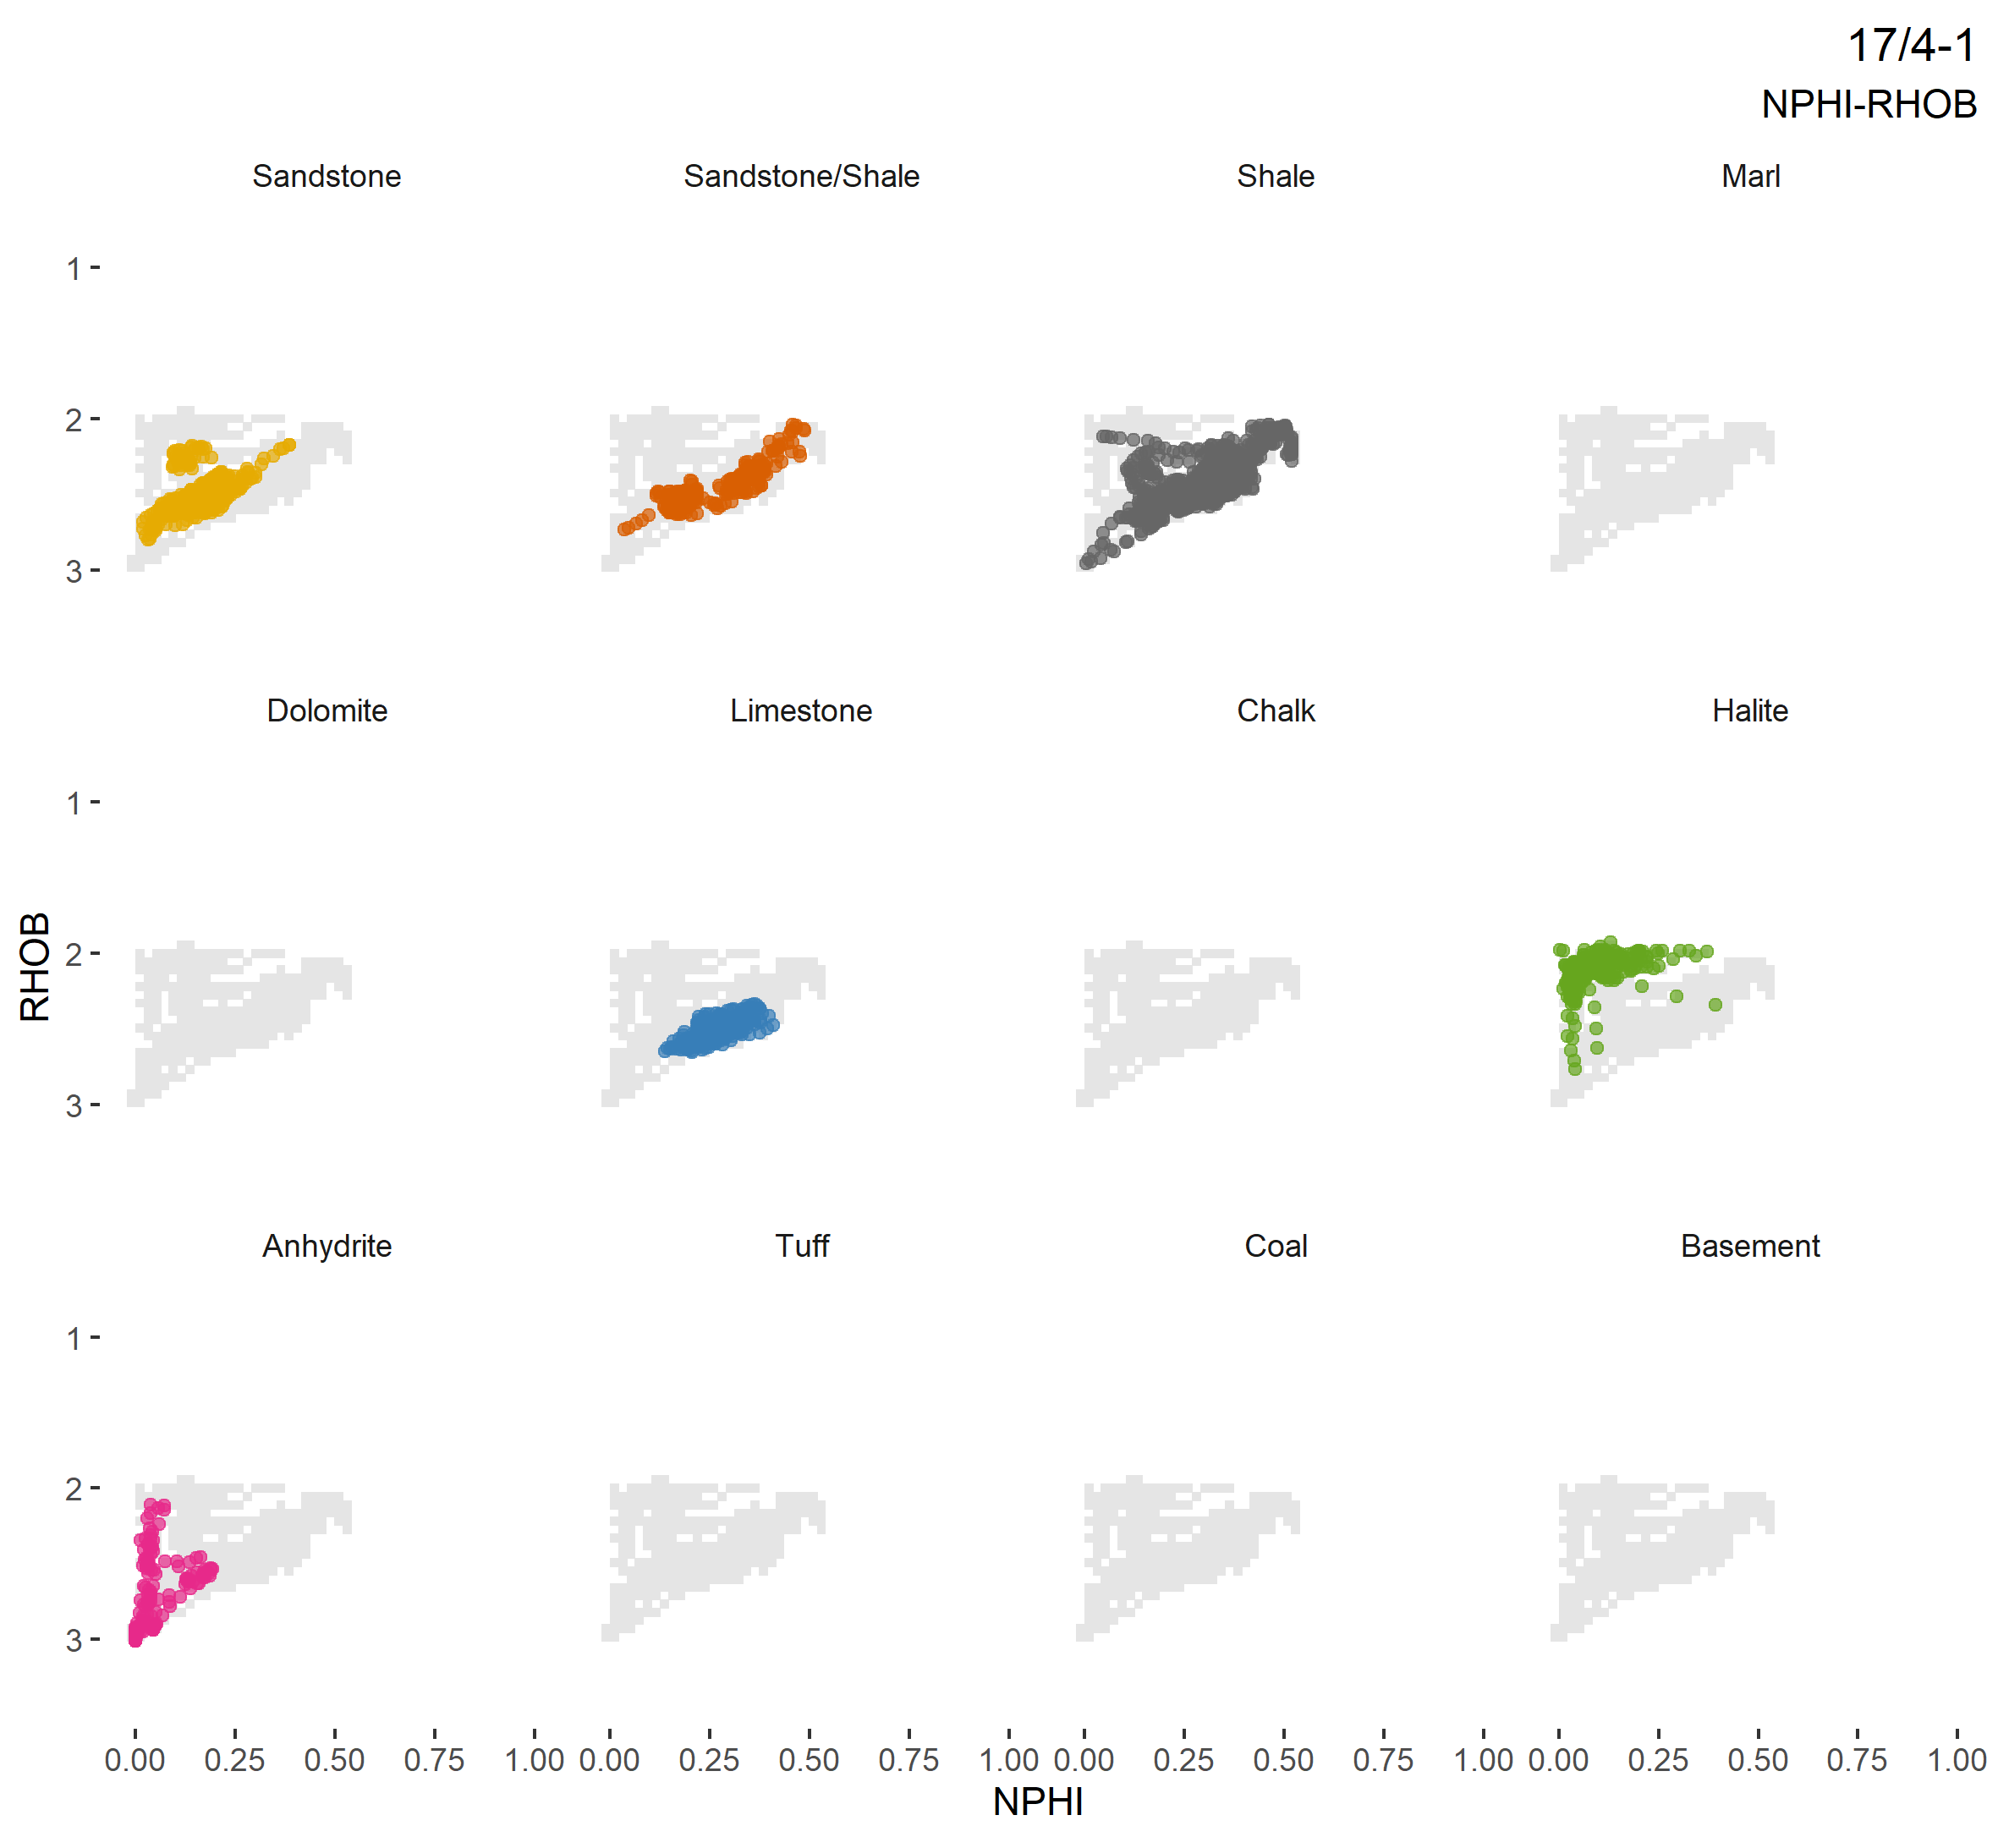 17/4-1
NPHI-RHOB
Sandstone
Sandstone/Shale
Shale
Marl
1
2
3
Dolomite
Limestone
Chalk
Halite
1
2
3
RHOB
Anhydrite
Tuff
Coal
Basement
1
2
3
0.00 0.25 0.50 0.75 1.00 0.00 0.25 0.50 0.75 1.00 0.00 0.25 0.50 0.75 1.00 0.00 0.25 0.50 0.75 1.00
NPHI